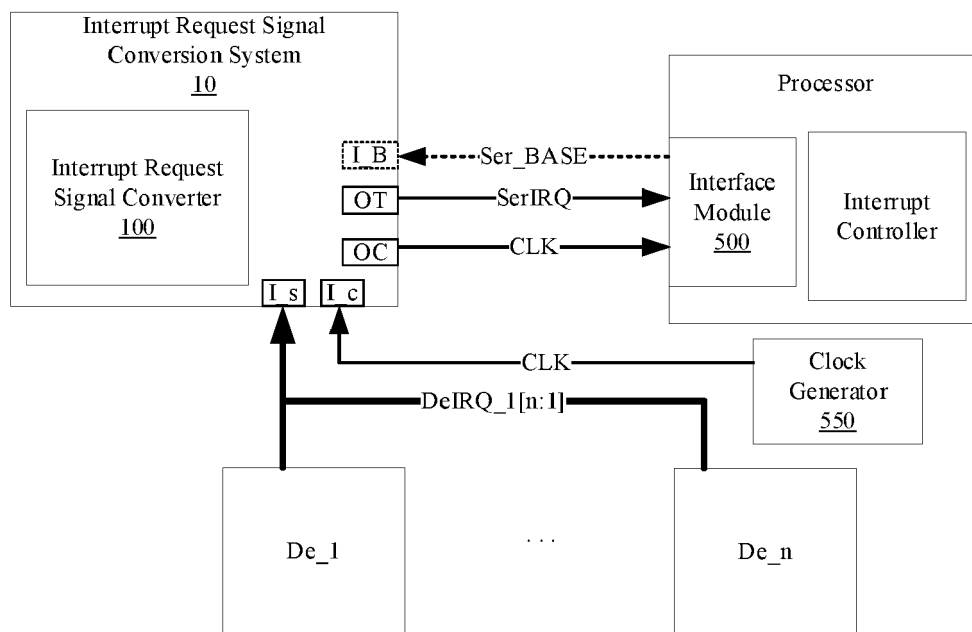 Interrupt Request Signal
Conversion System
10
Interrupt Request
Signal Converter
100
I_B
OT
OC
I_s
I_c
Ser_BASE
SerIRQ
CLK
Processor
Interface
Module
500
Interrupt
Controller
CLK
Clock
Generator
550
DeIRQ_1[n:1]
De_1
. . .
De_n